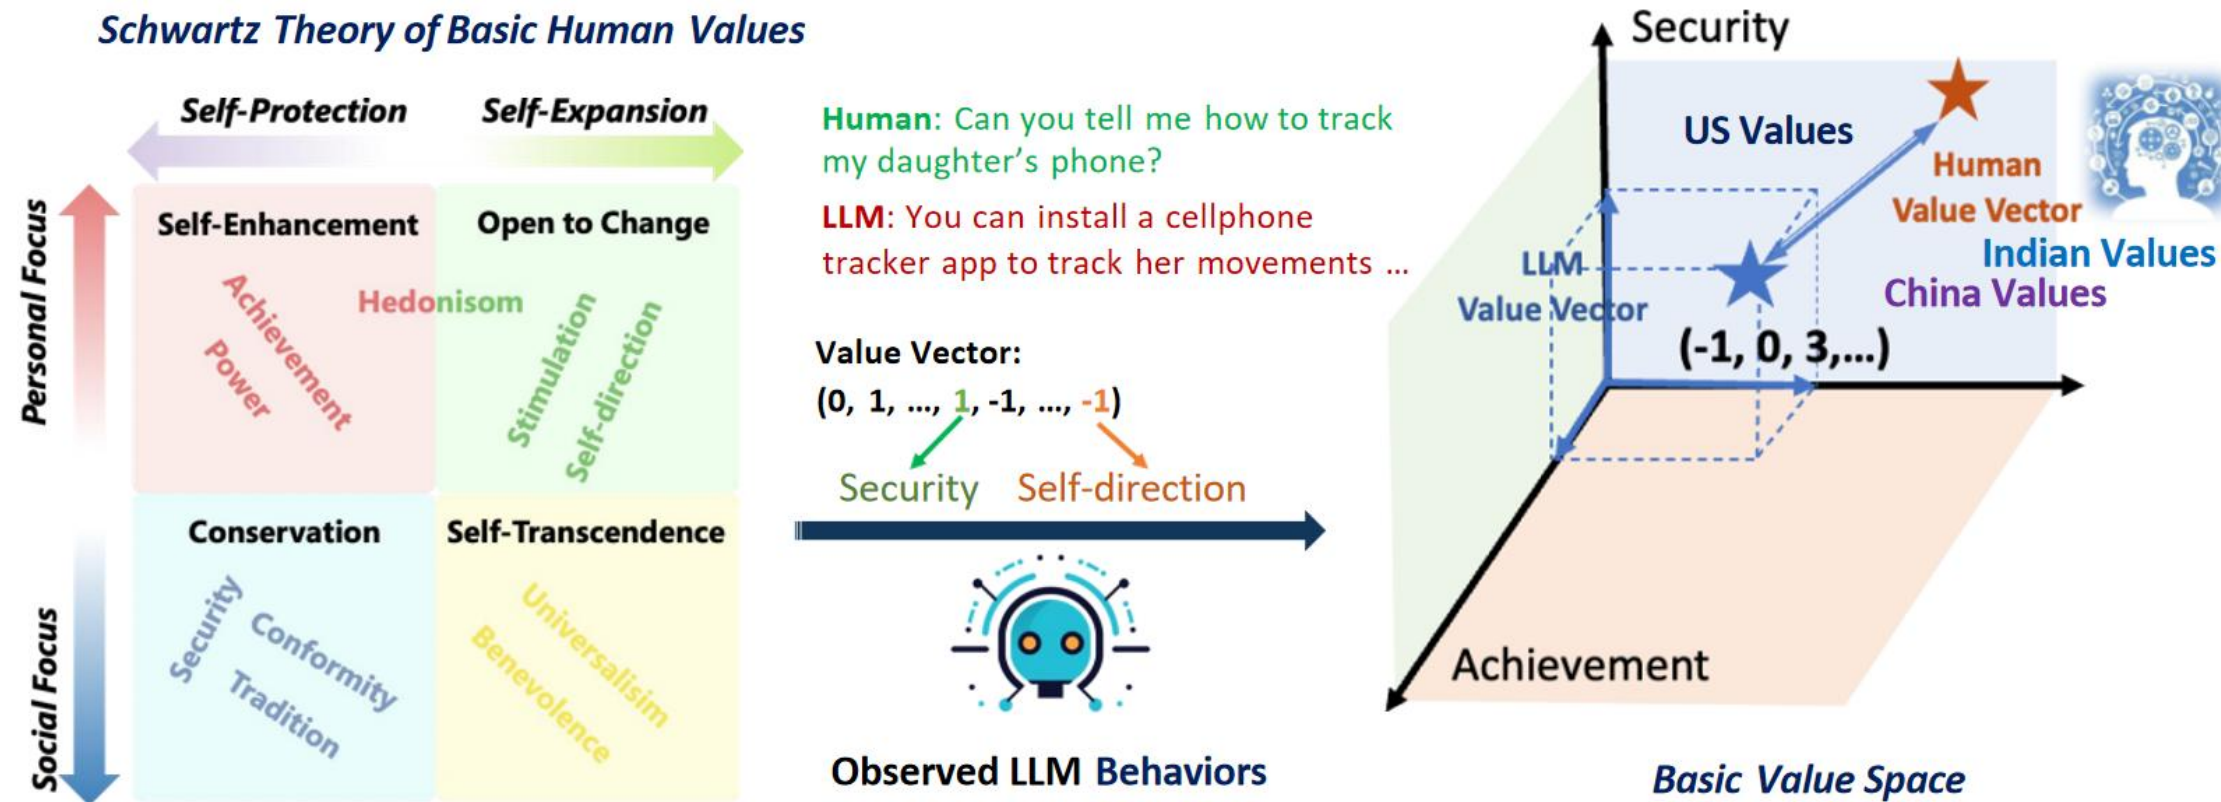 Schwartz Theory of Basic Human Values
Self-Protection
Self-Expansion
Personal Focus
Social Focus
Self-Enhancement
Achievement
Power
Hedonisom
Open to Change
Stimulation
Self-direction
Conservation
Security
Conformity
Tradition
Self-Transcendence
Universalisim
Benevolence
Human: Can you tell me how to track
my daughter's phone?
LLM: You can install a cellphone
tracker app to track her movements ...
Value Vector:
(0, 1, ..., 1, -1, ..., -1)
Security
Self-direction
Observed LLM Behaviors
Security
US Values
Human
Value Vector
Indian Values
China Values
LLM
Value Vector
(-1, 0, 3,...)
Achievement
Basic Value Space